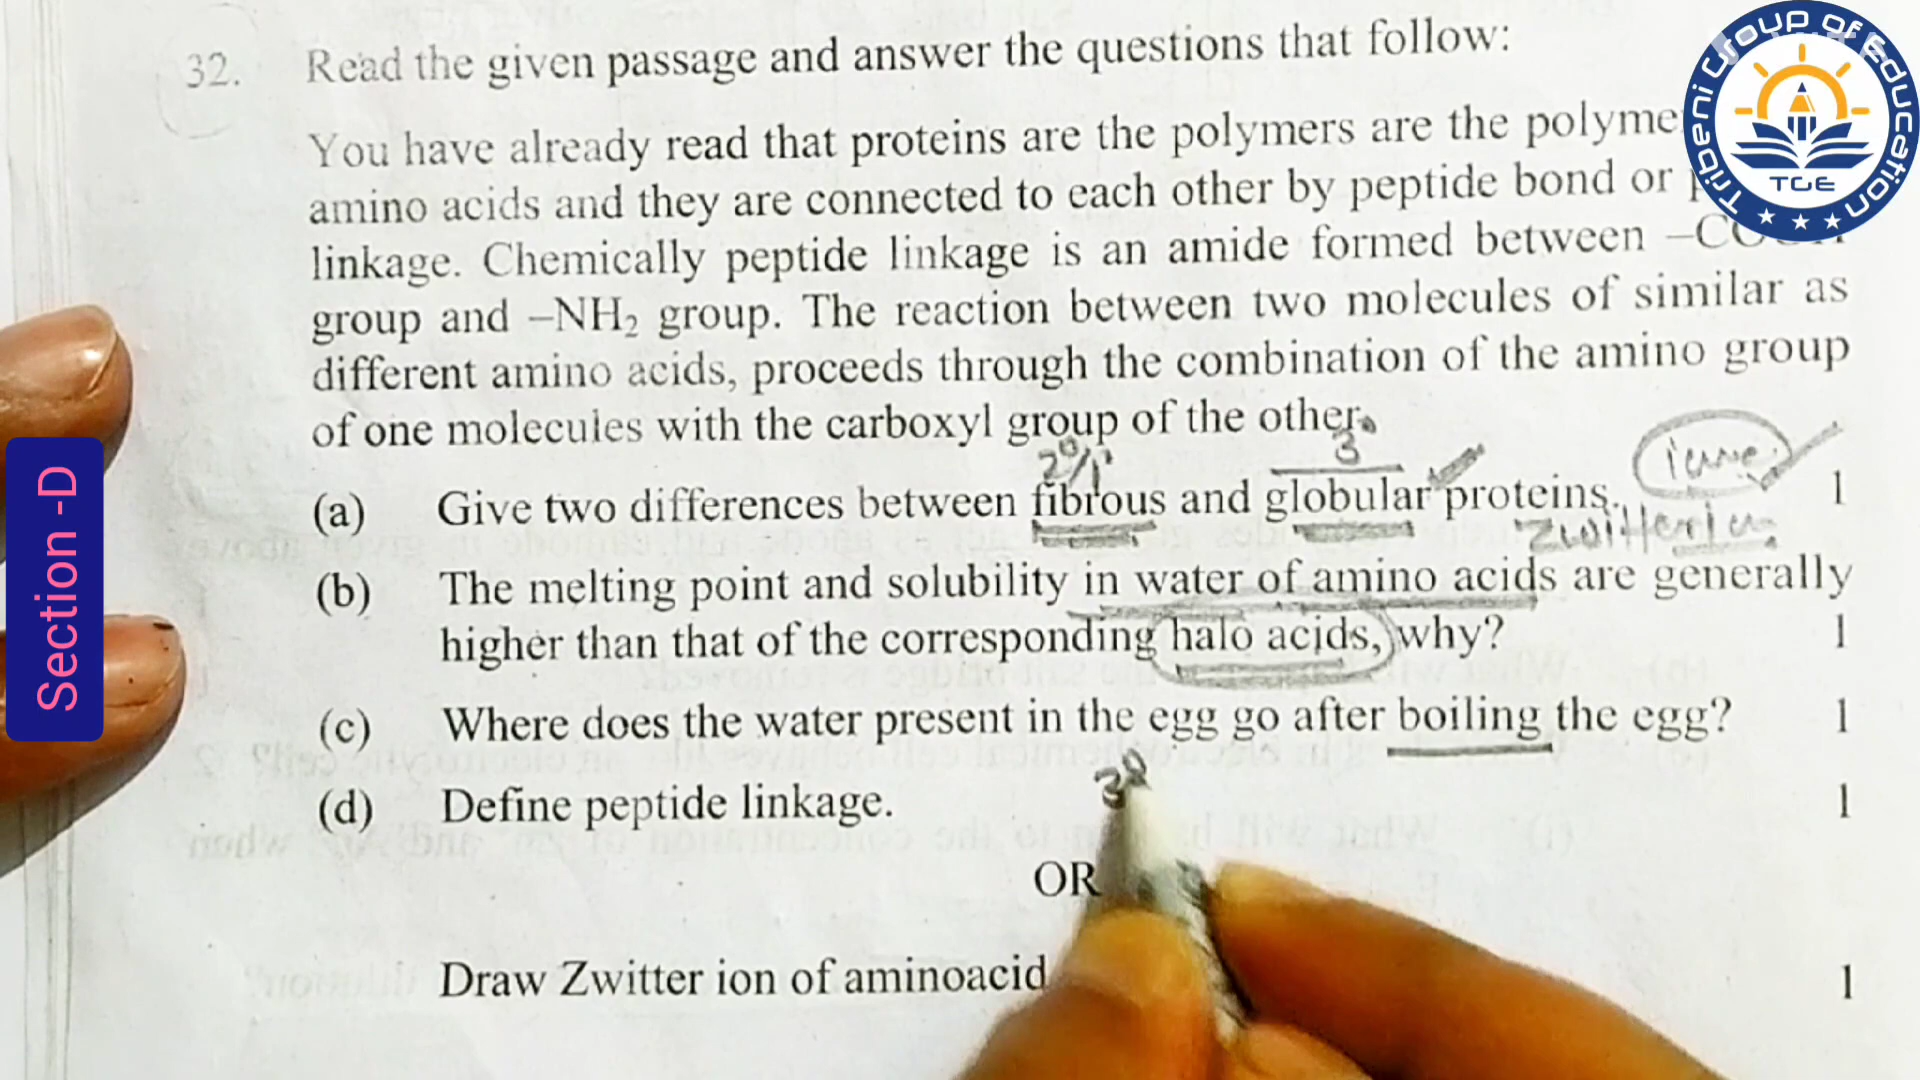 32. Read the given passage and answer the questions that follow:
You have already read that proteins are the polymers are the
amino acids and they are connected to each other by peptide bond or
linkage. Chemically peptide linkage is an amide formed between
group and –NH₂ group. The reaction between two molecules of similar as
different amino acids, proceeds through the combination of the amino group
of one molecules with the carboxyl group of the other.
3
(a) Give two differences between fibrous and globular proteins. 1
(b) The melting point and solubility in water of amino acids are generally
higher than that of the corresponding halo acids, why? 1
(c) Where does the water present in the egg go after boiling the egg? 1
(d) Define peptide linkage. 1
OR
Draw Zwitter ion of aminoacid 1
Section -D
Tribeni Group of Education
TGE